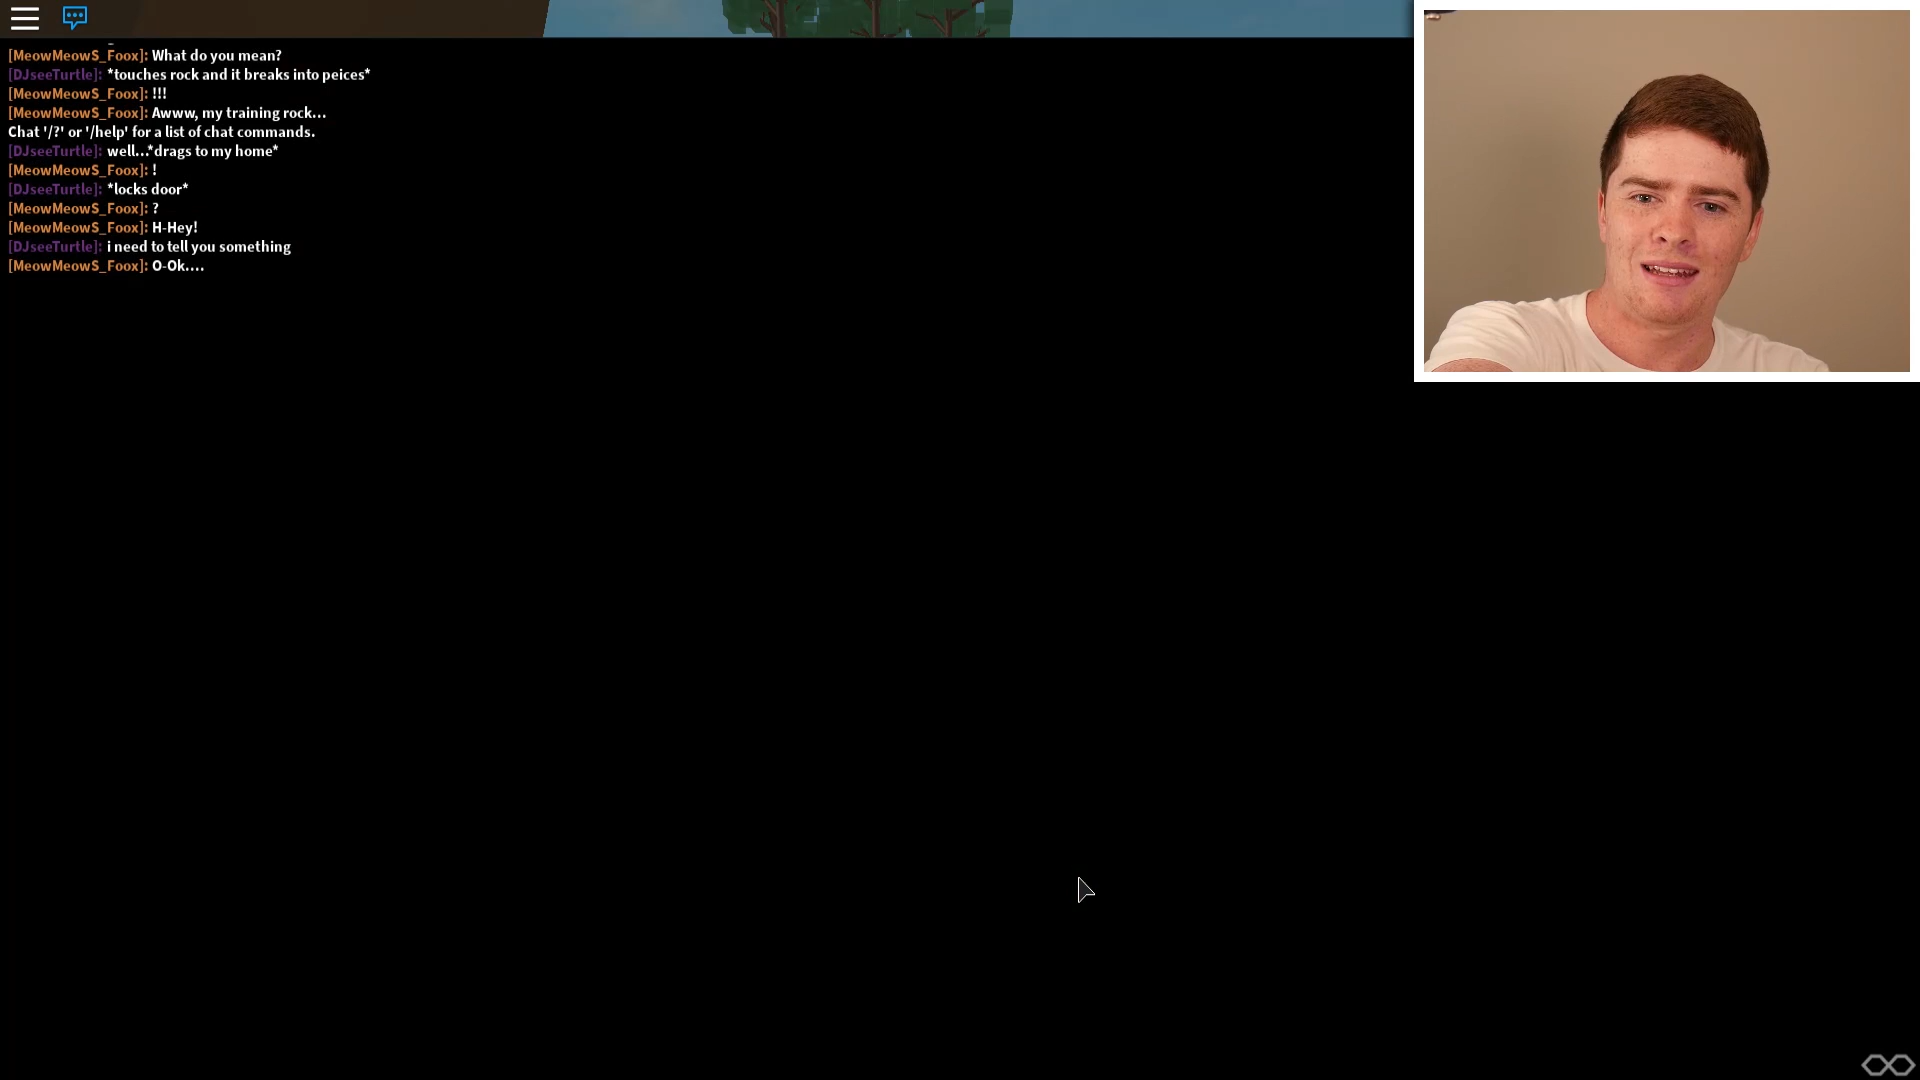 [MeowMeowS_Foox]: What do you mean?
[DJseeTurtle]: *touches rock and it breaks into peices*
[MeowMeowS_Foox]: !!!
[MeowMeowS_Foox]: Awww, my training rock...
Chat '/?' or '/help' for a list of chat commands.
[DJseeTurtle]: well...*drags to my home*
[MeowMeowS_Foox]: !
[DJseeTurtle]: *locks door*
[MeowMeowS_Foox]: ?
[MeowMeowS_Foox]: H-Hey!
[DJseeTurtle]: i need to tell you something
[MeowMeowS_Foox]: O-Ok....